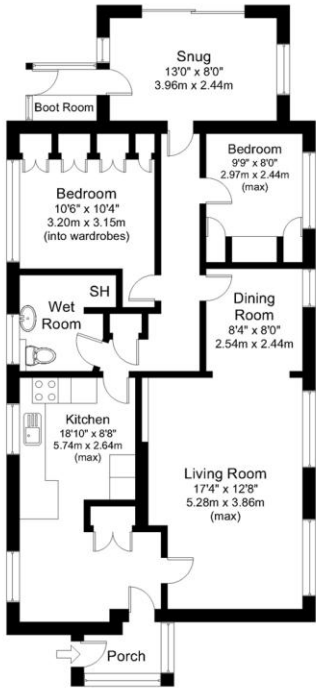 Snug
13'0" x 8'0"
3.96m x 2.44m
Boot Room
Bedroom
9'9" x 8'0"
2.97m x 2.44m
(max)
Bedroom
10'6" x 10'4"
3.20m x 3.15m
(into wardrobes)
SH
Wet
Room
Dining
Room
8'4" x 8'0"
2.54m x 2.44m
Kitchen
18'10" x 8'8"
5.74m x 2.64m
(max)
Living Room
17'4" x 12'8"
5.28m x 3.86m
(max)
Porch